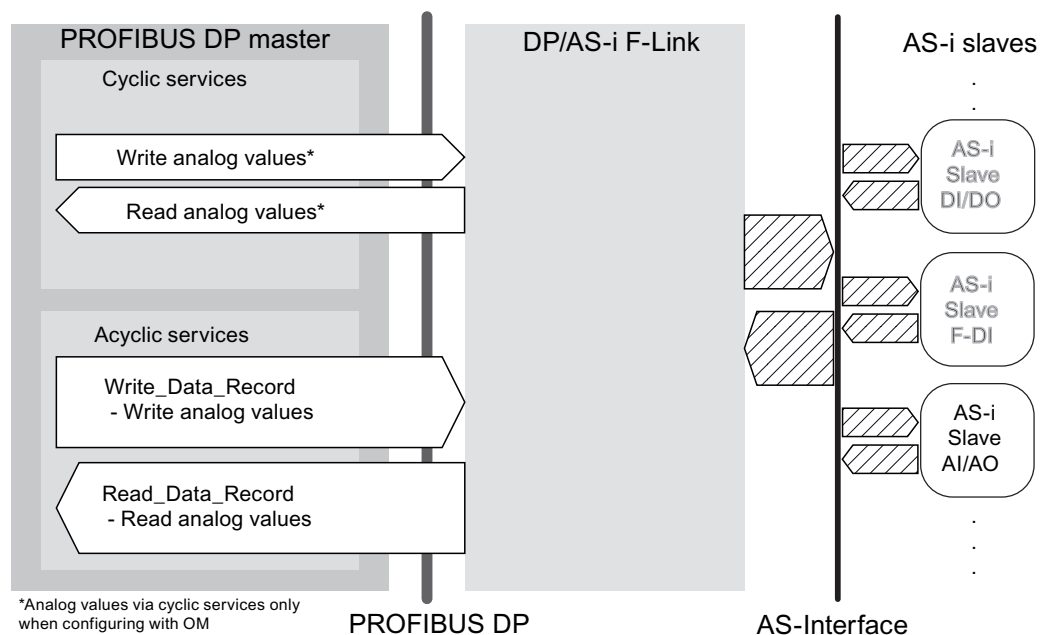 PROFIBUS DP master
DP/AS-i F-Link
AS-i slaves
Cyclic services
Write analog values*
Read analog values*
Acyclic services
Write_Data_Record
- Write analog values
Read_Data_Record
- Read analog values
AS-i
Slave
DI/DO
AS-i
Slave
F-DI
AS-i
Slave
AI/AO
*Analog values via cyclic services only
when configuring with OM
PROFIBUS DP
AS-Interface